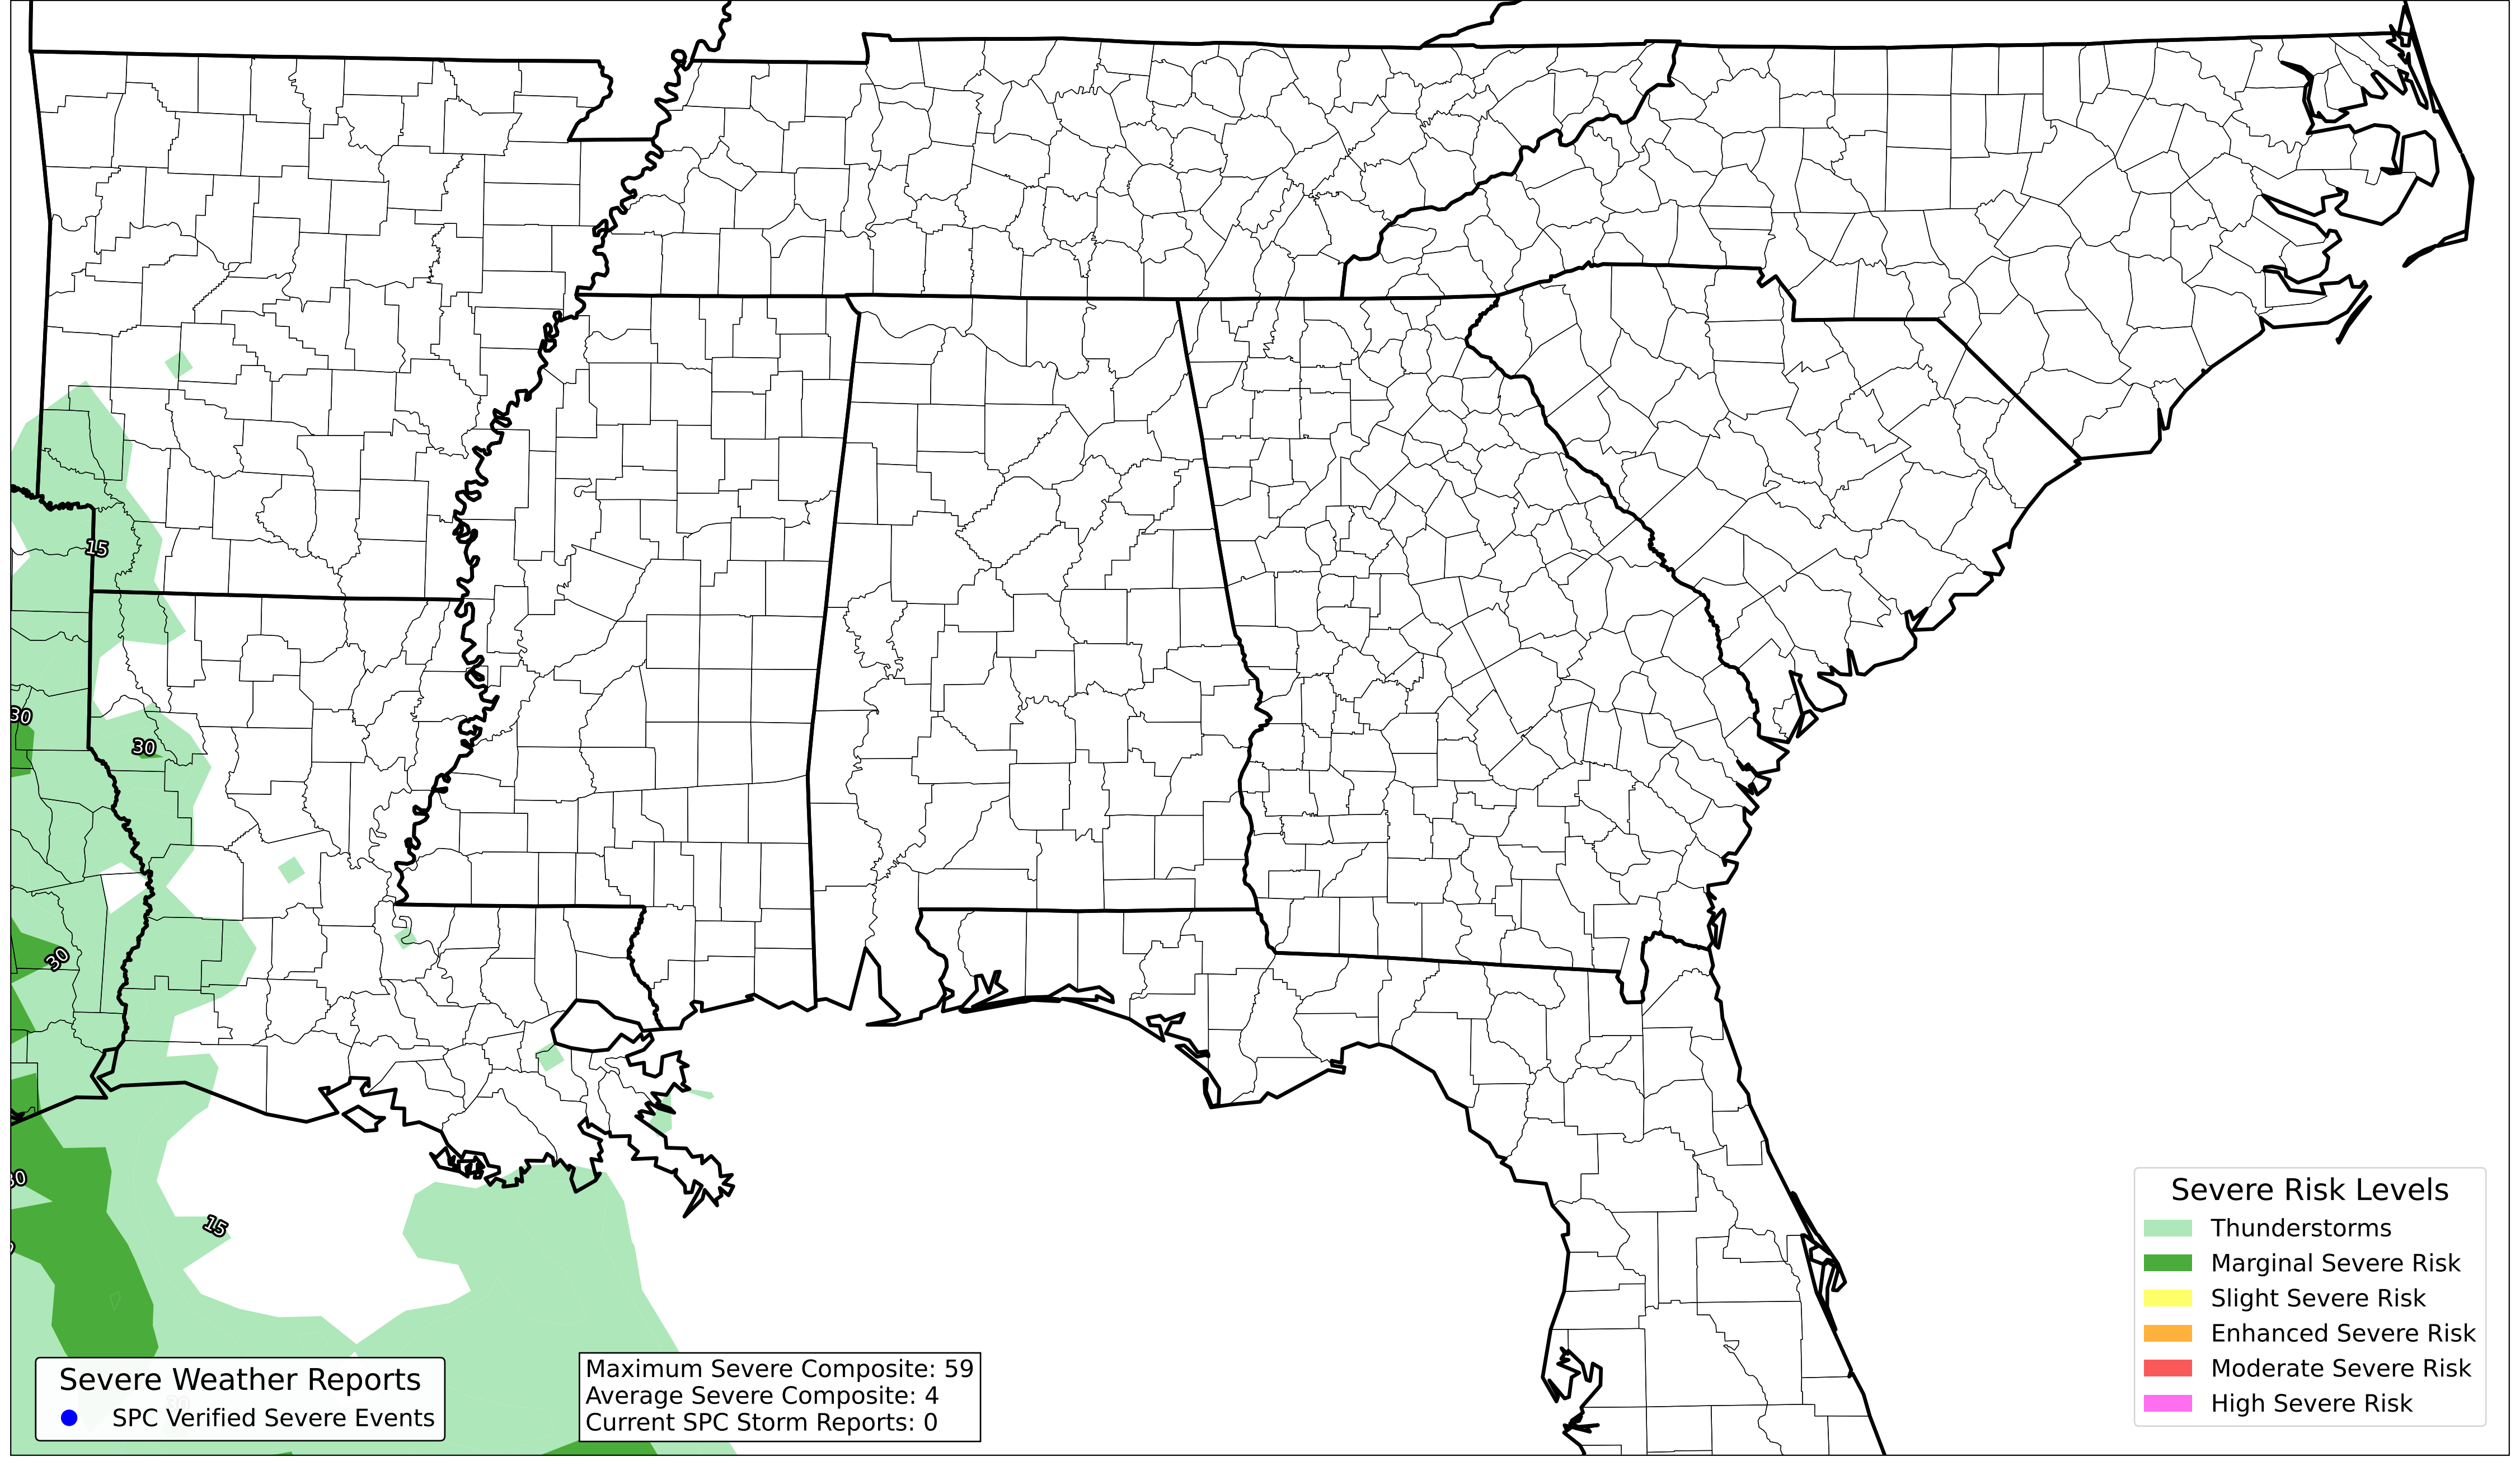 15
30
30
30
30
15
Severe Weather Reports
SPC Verified Severe Events
Maximum Severe Composite: 59
Average Severe Composite: 4
Current SPC Storm Reports: 0
Severe Risk Levels
Thunderstorms
Marginal Severe Risk
Slight Severe Risk
Enhanced Severe Risk
Moderate Severe Risk
High Severe Risk